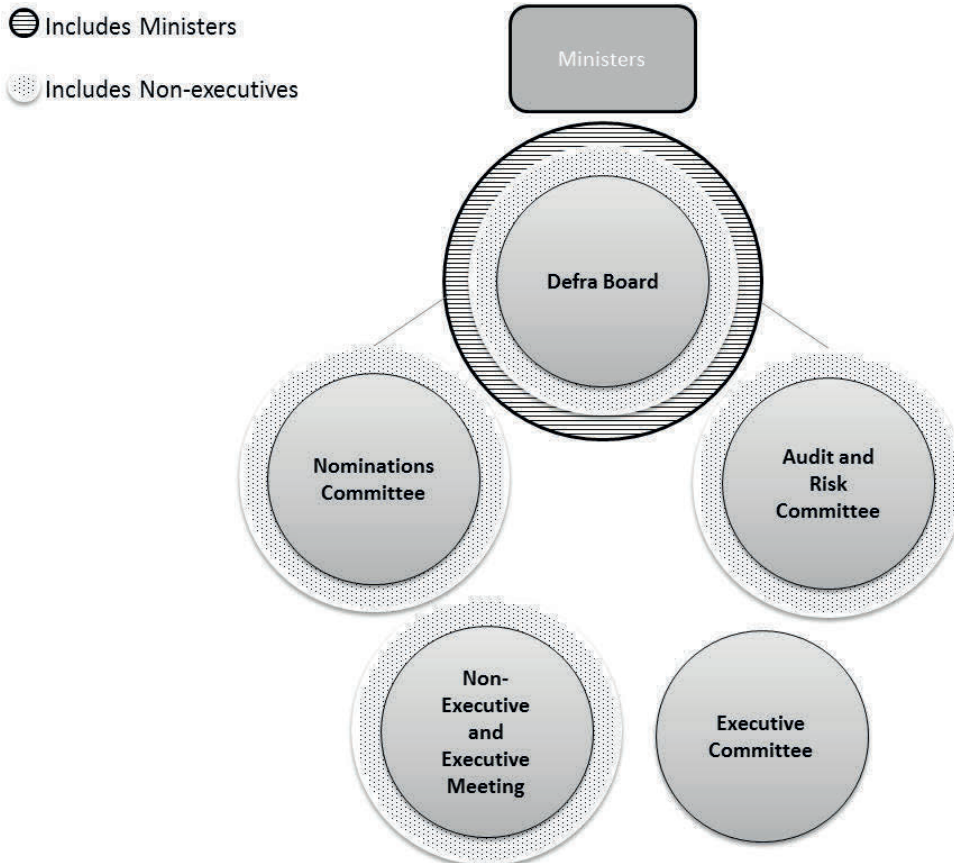 Includes Ministers
Includes Non-executives
Ministers
Defra Board
Nominations
Committee
Audit and
Risk
Committee
Non-
Executive
and
Executive
Meeting
Executive
Committee